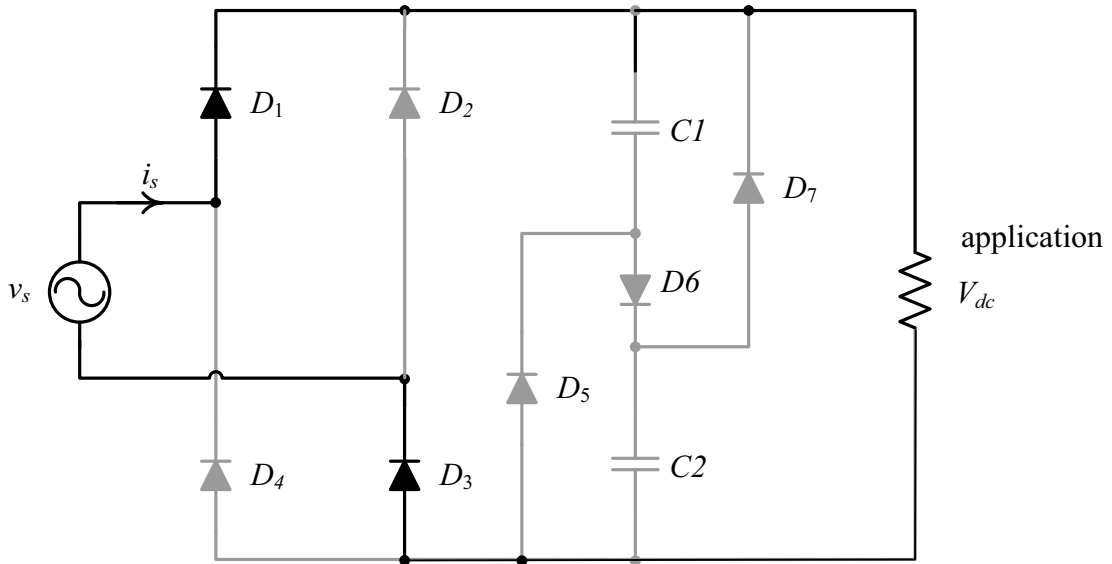 D1
D2
C1
D7
is
application
D6
vs
Vdc
D5
D4
D3
C2